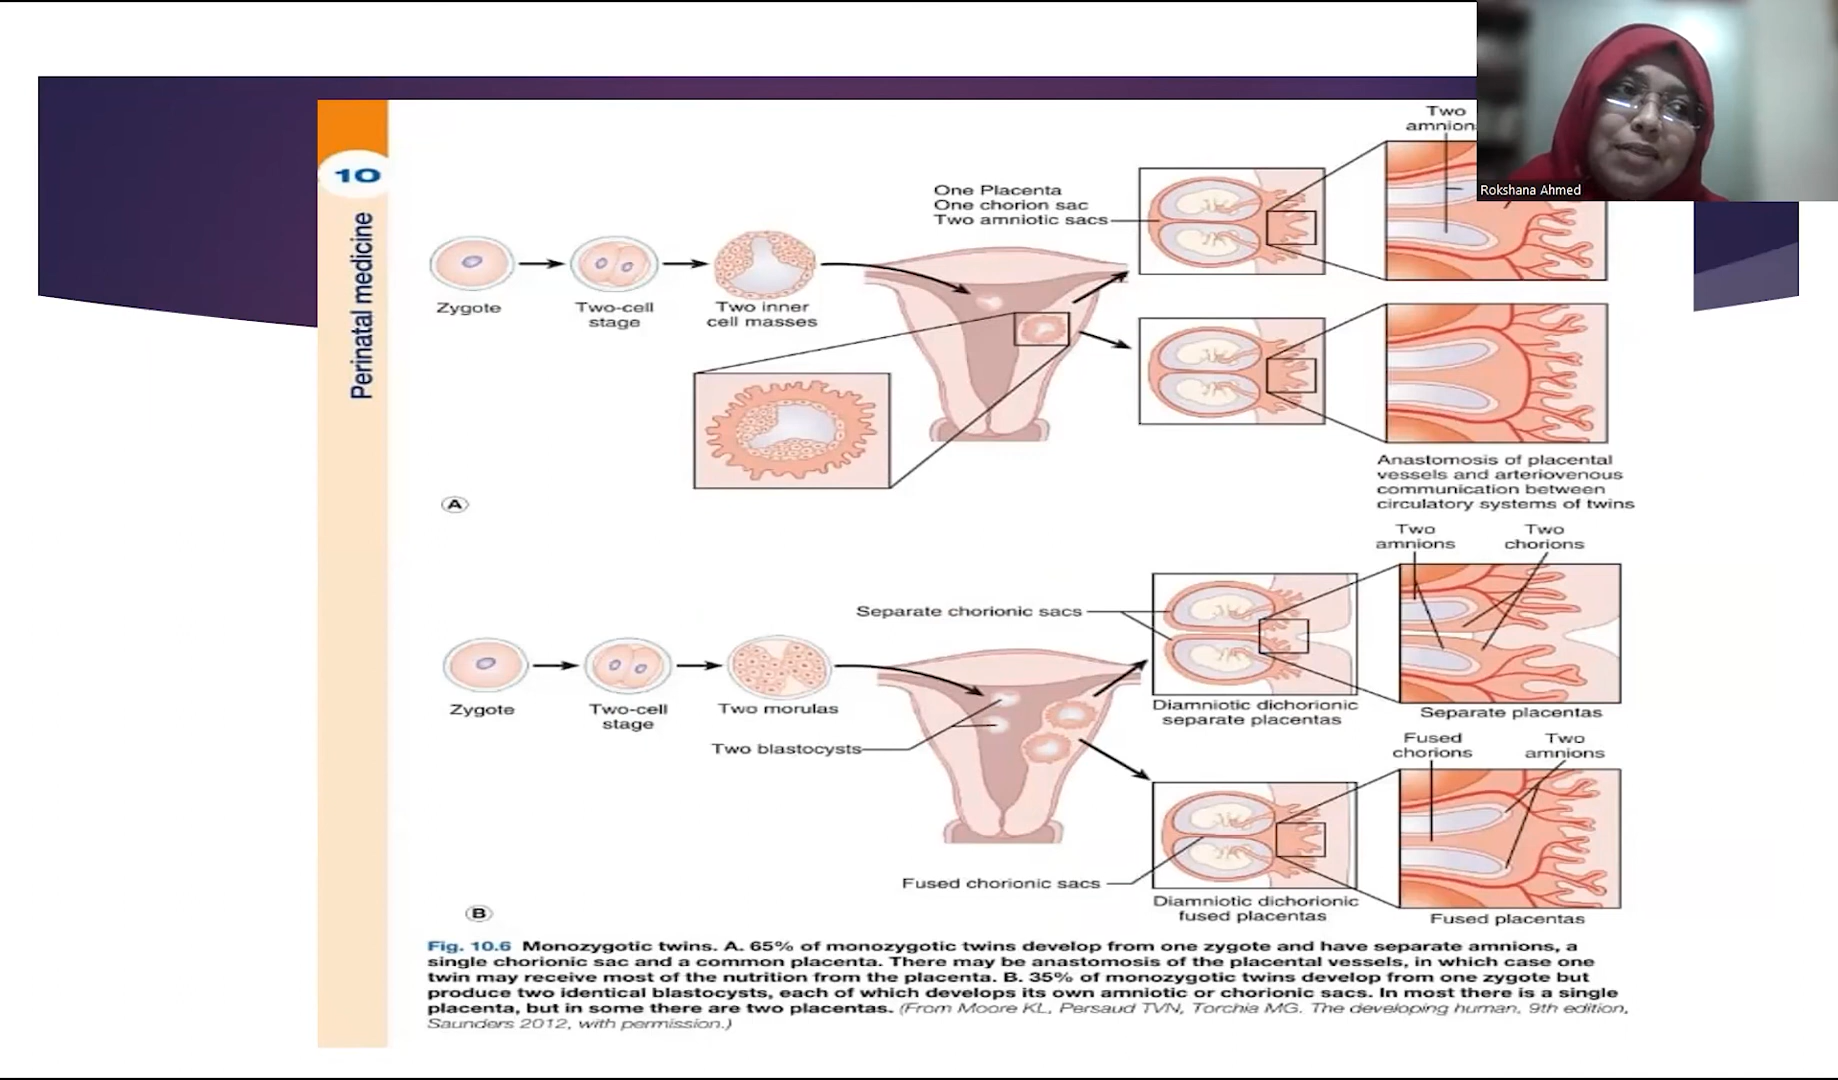 Rokshana Ahmed
10
Perinatal medicine
Two
amnion
One Placenta
One chorion sac
Two amniotic sacs
Zygote
Two-cell
stage
Two inner
cell masses
Anastomosis of placental
vessels and arteriovenous
communication between
circulatory systems of twins
A
Two
amnions
Two
chorions
Separate chorionic sacs
Zygote
Two-cell
stage
Two morulas
Two blastocysts
Diamniotic dichorionic
separate placentas
Separate placentas
Fused
chorions
Two
amnions
Fused chorionic sacs
Diamniotic dichorionic
fused placentas
Fused placentas
B
Fig. 10.6 Monozygotic twins. A. 65% of monozygotic twins develop from one zygote and have separate amnions, a
single chorionic sac and a common placenta. There may be anastomosis of the placental vessels, in which case one
twin may receive most of the nutrition from the placenta. B. 35% of monozygotic twins develop from one zygote but
produce two identical blastocysts, each of which develops its own amniotic or chorionic sacs. In most there is a single
placenta, but in some there are two placentas. (From Moore KL, Persaud TVN, Torchia MG. The developing human, 9th edition,
Saunders 2012, with permission.)